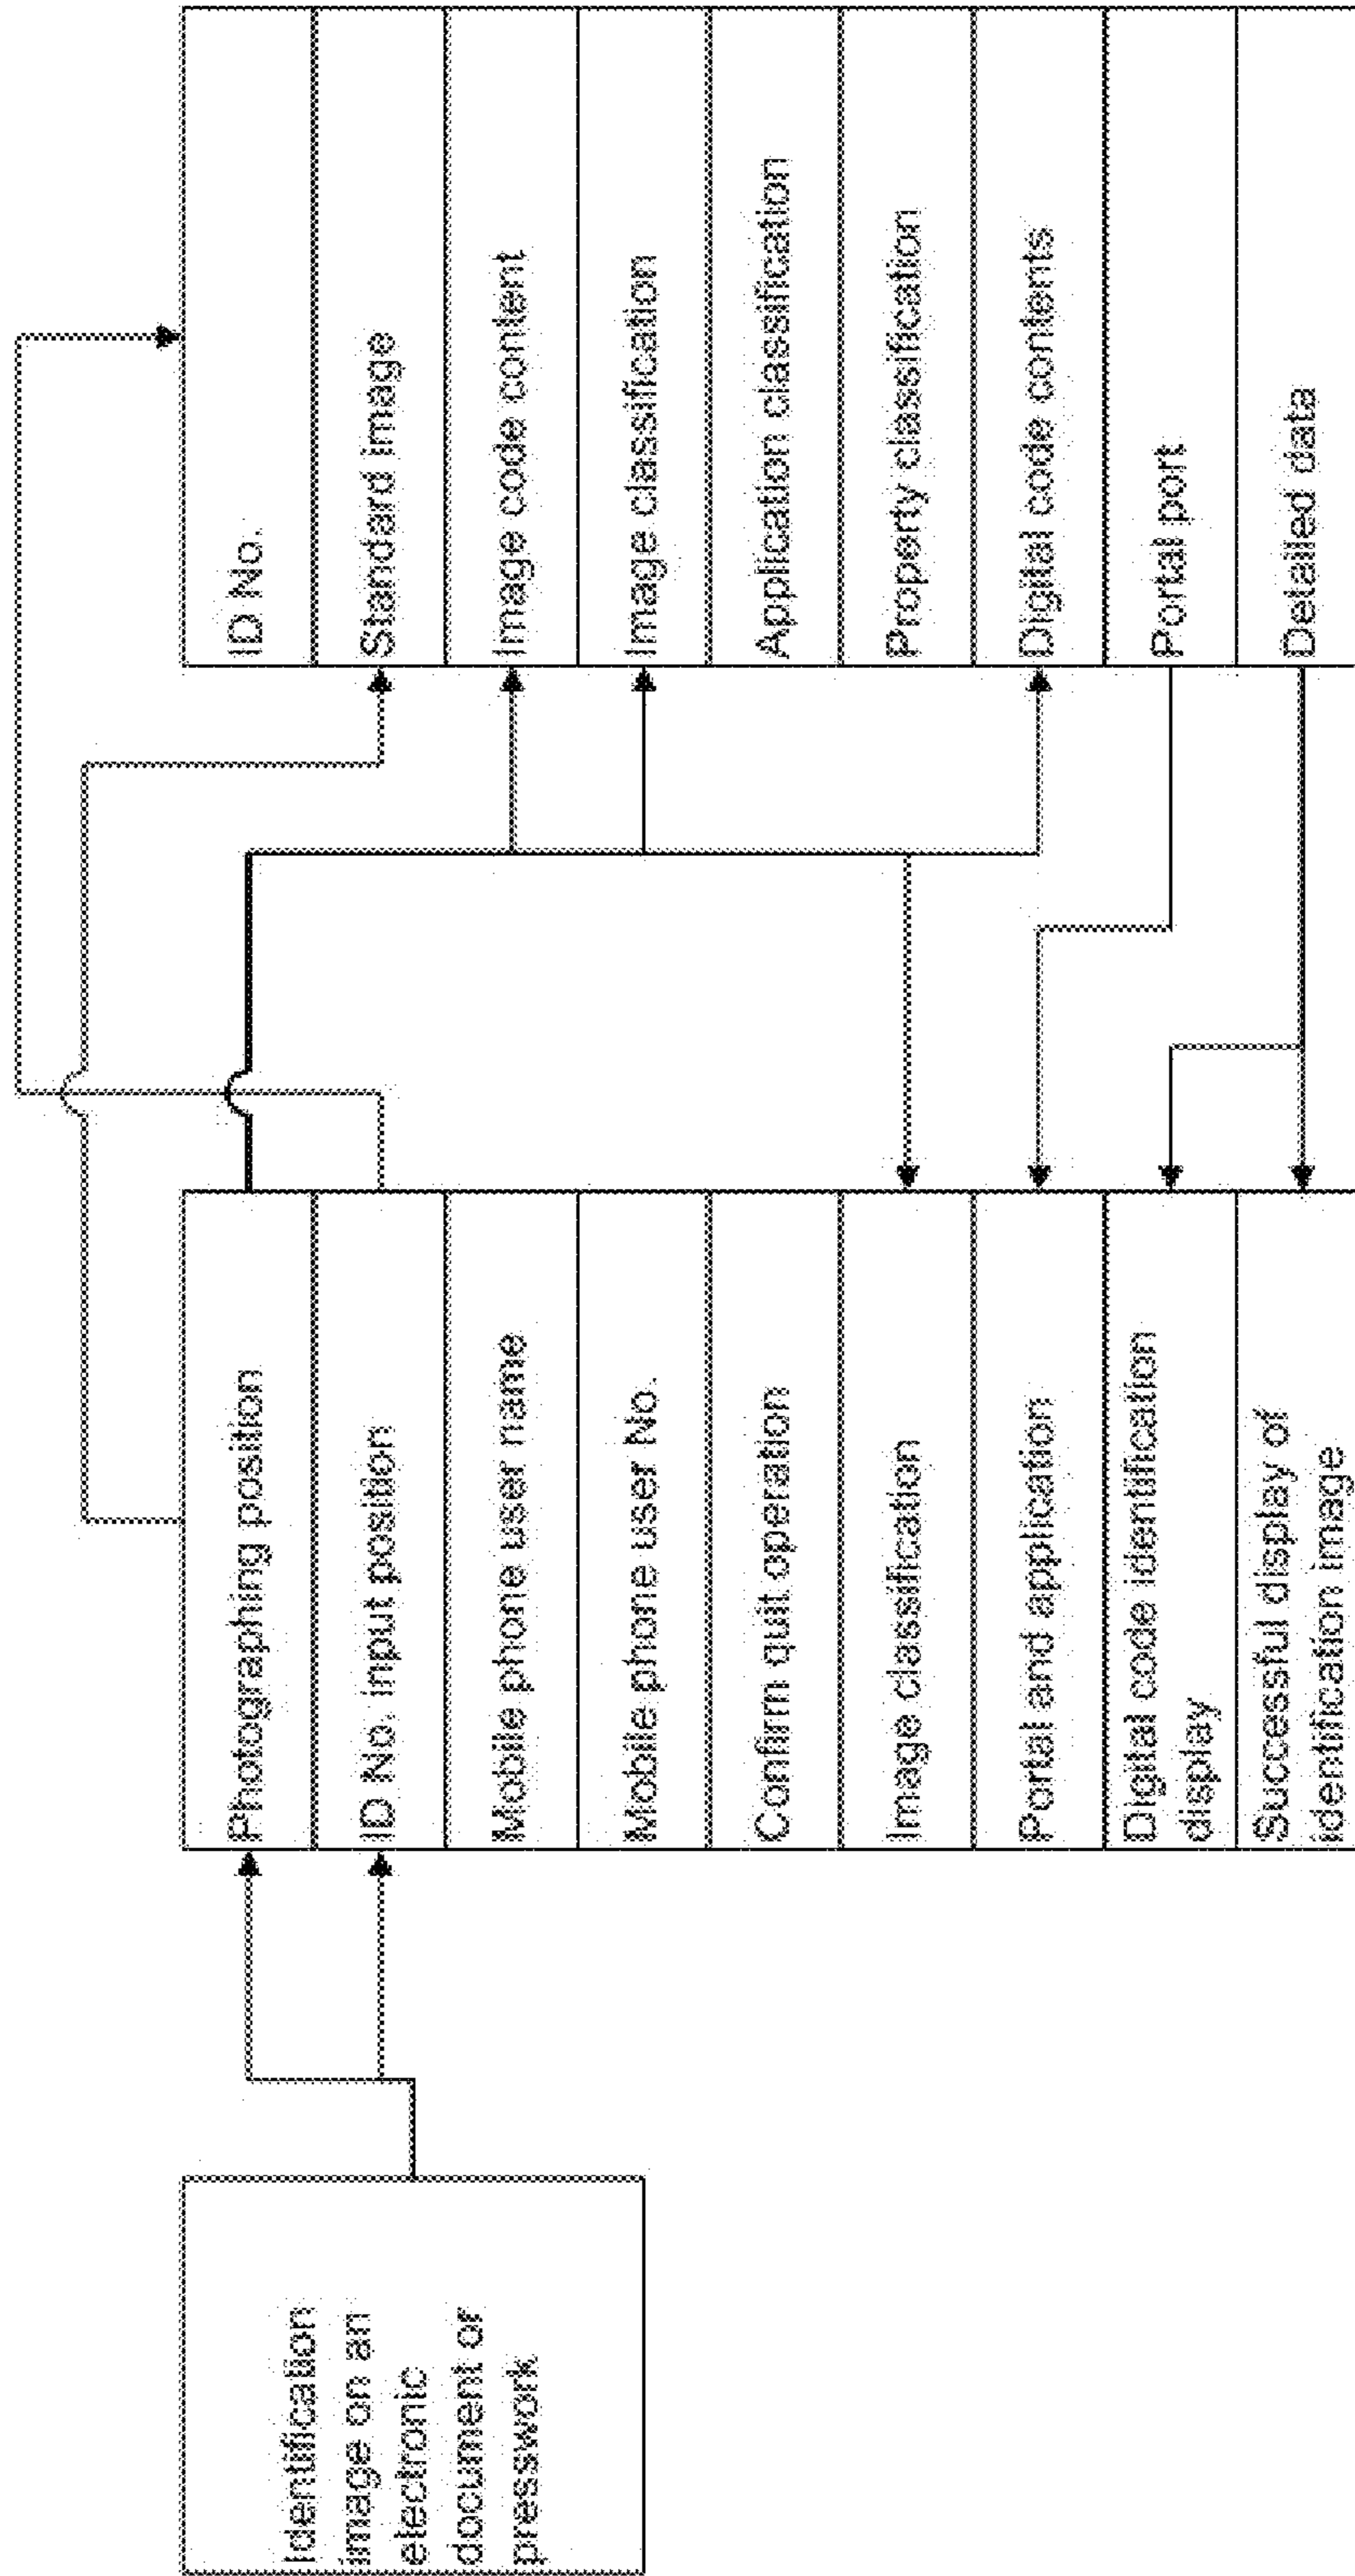 Identification
image on an
electronic
document or
presswork
Photographing position
ID No. input position
Mobile phone user name
Mobile phone user No.
Confirm quit operation
Image classification
Portal and application
Digital code identification
display
Successful display of
identification image
ID No.
Standard image
Image code content
Image classification
Application classification
Property classification
Digital code contents
Portal port
Detailed data